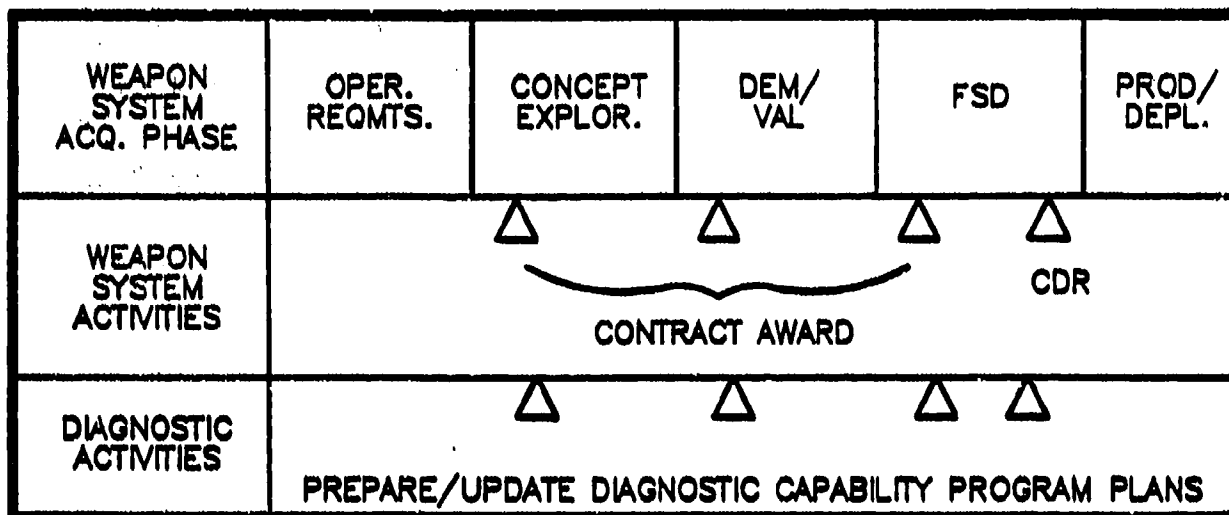 WEAPON
SYSTEM
ACQ. PHASE
OPER.
REQMTS.
CONCEPT
EXPLOR.
DEM/
VAL
FSD
PROD/
DEPL.
WEAPON
SYSTEM
ACTIVITIES
CONTRACT AWARD
CDR
DIAGNOSTIC
ACTIVITIES
PREPARE/UPDATE DIAGNOSTIC CAPABILITY PROGRAM PLANS